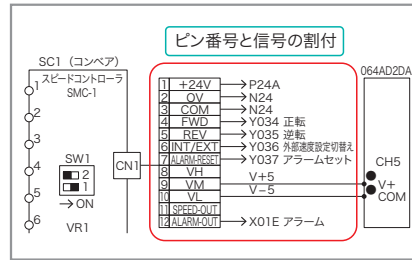 ピン番号と信号の割付
SC1（コンベア）
スピードコントローラ
SMC-1
064AD2DA
1 +24V P24A
2 OV N24
3 COM N24
4 FWD Y034 正転
5 REV Y035 逆転
6 INT/EXT Y036 外部速度設定切替え
7 ALARM-RESET Y037 アラームセット
8 VH
9 VM V+5
10 VL V−5
11 SPEED-OUT
12 ALARM-OUT X01E アラーム
CN1
1
2
3
4
5
6
SW1
2
1
→ON
VR1
CH5
V+
COM